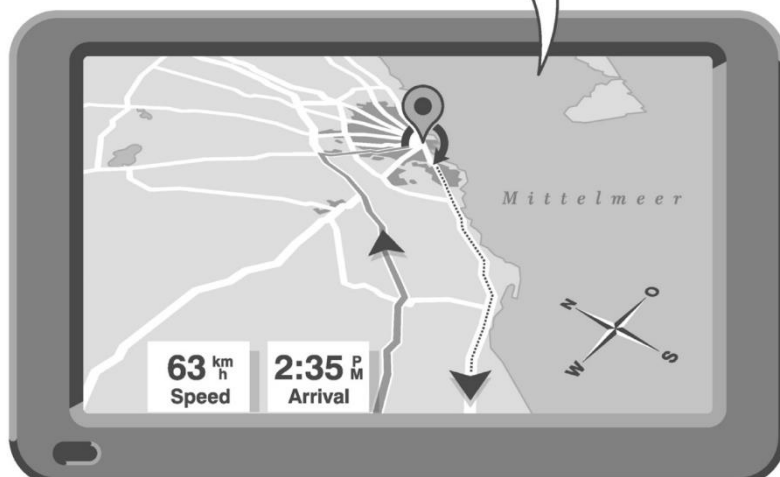 Mittelmeer
N
O
W
S
63 km/h
Speed
2:35 PM
Arrival